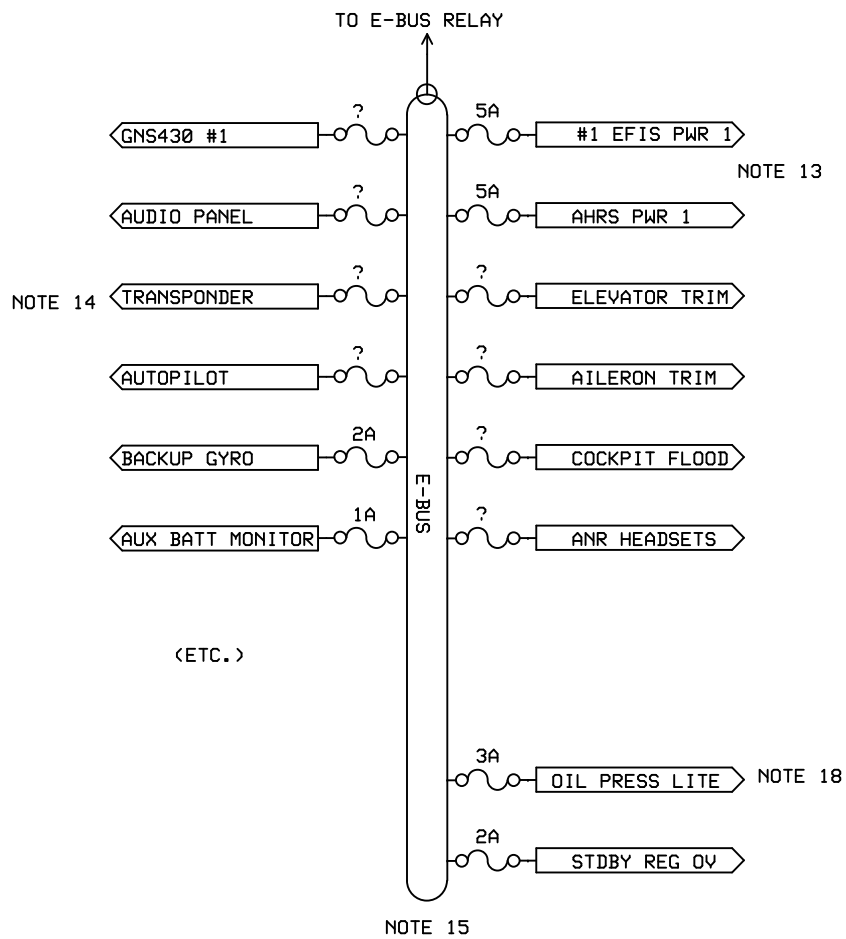 TO E-BUS RELAY
? 5A
GNS430 #1 #1 EFIS PWR 1
NOTE 13
? 5A
AUDIO PANEL AHRS PWR 1
? ?
NOTE 14 TRANSPONDER ELEVATOR TRIM
? ?
AUTOPILOT AILERON TRIM
2A ?
BACKUP GYRO COCKPIT FLOOD
E-BUS
1A ?
AUX BATT MONITOR ANR HEADSETS
(ETC.)
3A
OIL PRESS LITE NOTE 18
2A
STDBY REG OV
NOTE 15